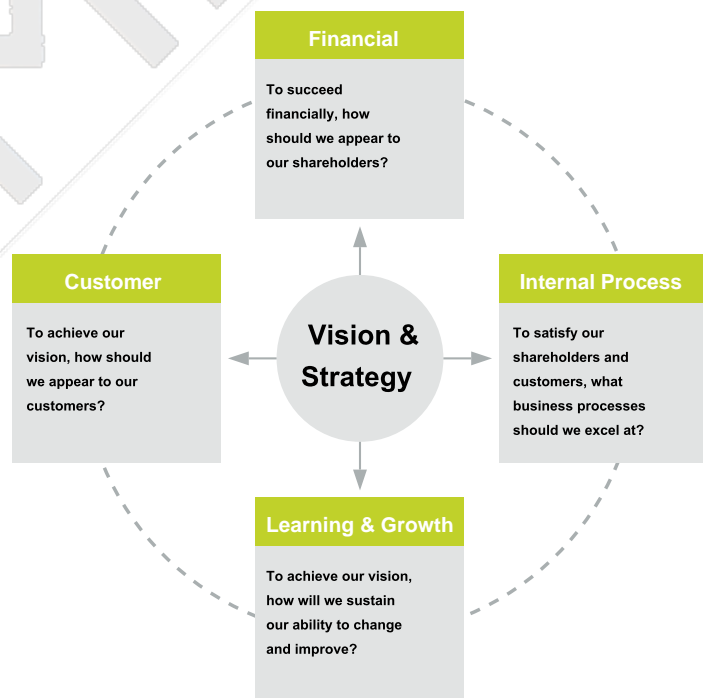 Financial
To succeed
financially, how
should we appear to
our shareholders?
Customer
To achieve our
vision, how should
we appear to our
customers?
Vision &
Strategy
Internal Process
To satisfy our
shareholders and
customers, what
business processes
should we excel at?
Learning & Growth
To achieve our vision,
how will we sustain
our ability to change
and improve?